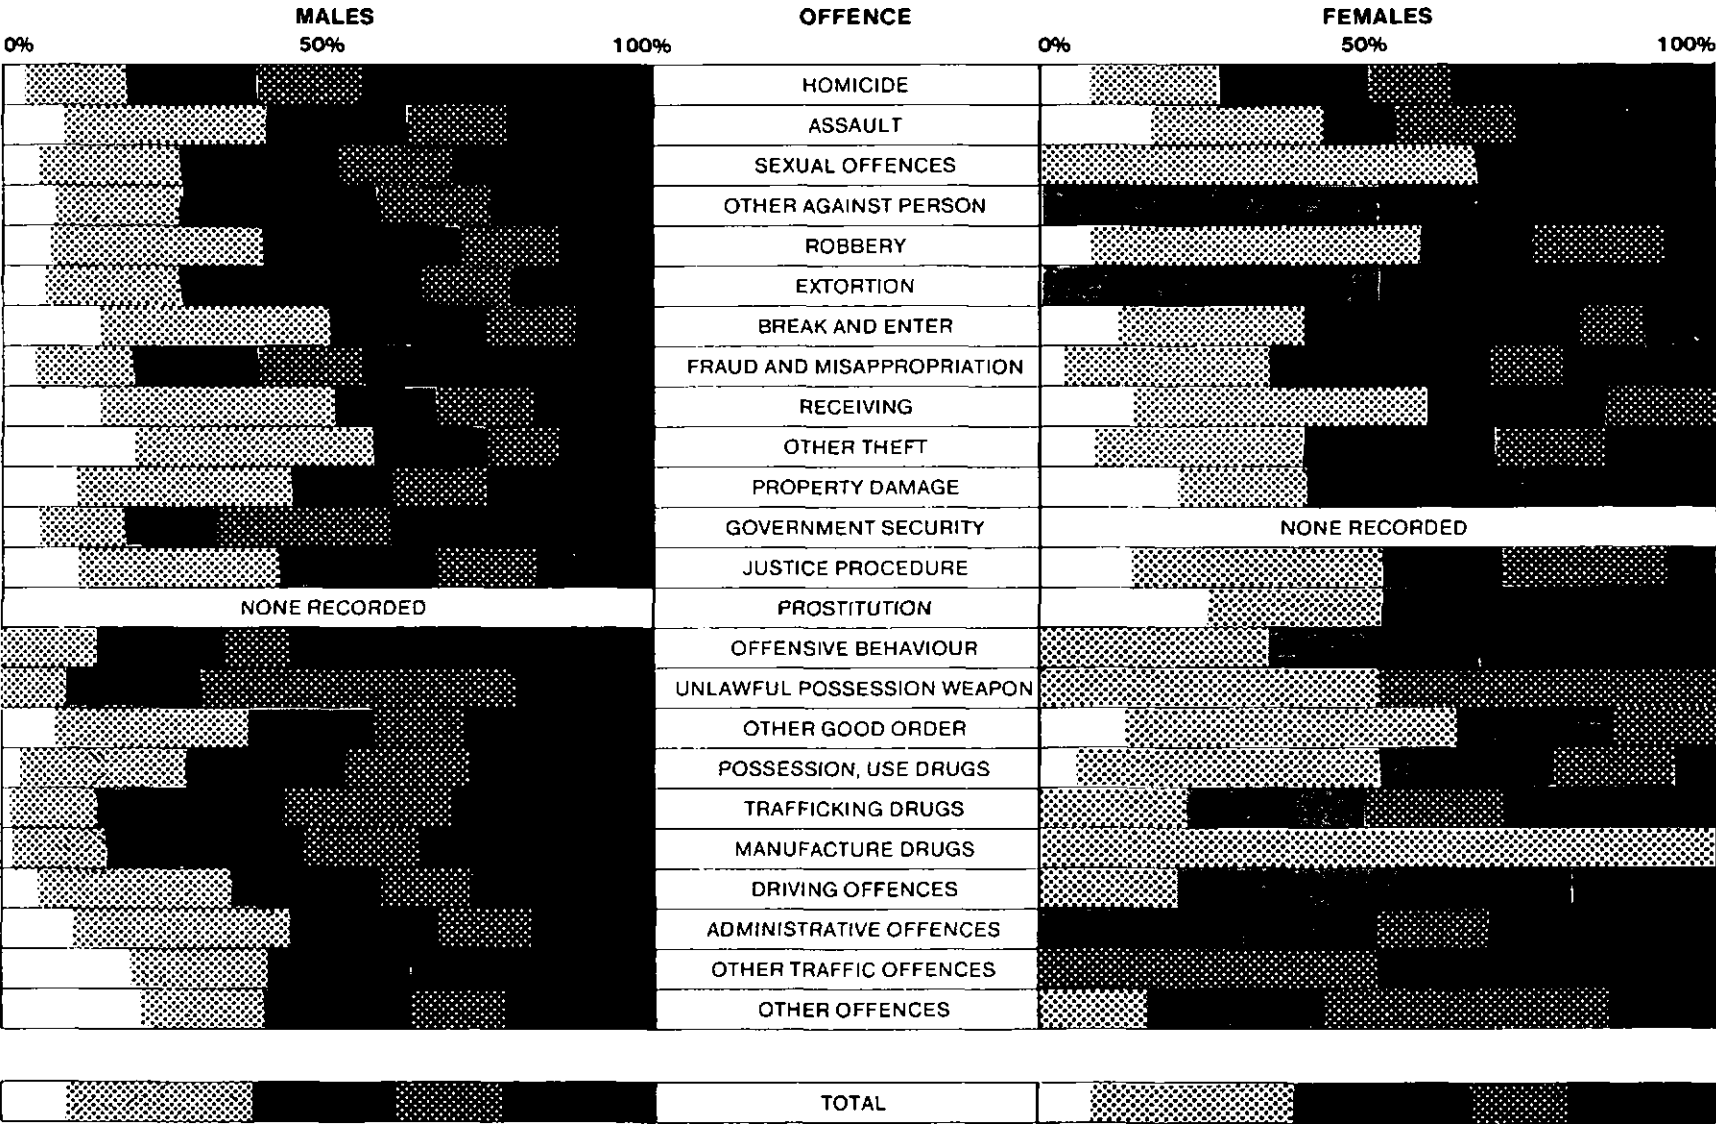 MALES OFFENCE FEMALES
0% 50% 100% 0% 50% 100%
HOMICIDE
ASSAULT
SEXUAL OFFENCES
OTHER AGAINST PERSON
ROBBERY
EXTORTION
BREAK AND ENTER
FRAUD AND MISAPPROPRIATION
RECEIVING
OTHER THEFT
PROPERTY DAMAGE
GOVERNMENT SECURITY NONE RECORDED
JUSTICE PROCEDURE
NONE RECORDED PROSTITUTION
OFFENSIVE BEHAVIOUR
UNLAWFUL POSSESSION WEAPON
OTHER GOOD ORDER
POSSESSION, USE DRUGS
TRAFFICKING DRUGS
MANUFACTURE DRUGS
DRIVING OFFENCES
ADMINISTRATIVE OFFENCES
OTHER TRAFFIC OFFENCES
OTHER OFFENCES
TOTAL